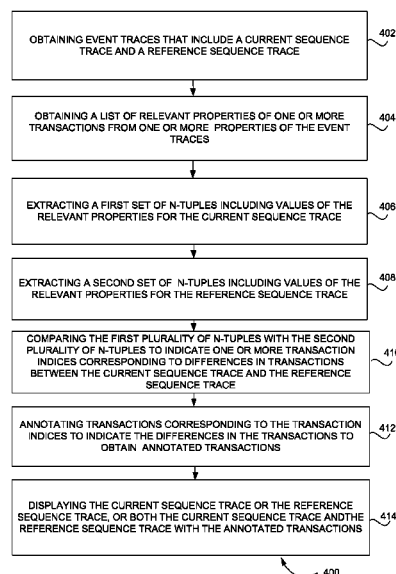 OBTAINING EVENT TRACES THAT INCLUDE A CURRENT SEQUENCE
TRACE AND A REFERENCE SEQUENCE TRACE
402
OBTAINING A LIST OF RELEVANT PROPERTIES OF ONE OR MORE
TRANSACTIONS FROM ONE OR MORE PROPERTIES OF THE EVENT
TRACES
404
EXTRACTING A FIRST SET OF N-TUPLES INCLUDING VALUES OF THE
RELEVANT PROPERTIES FOR THE CURRENT SEQUENCE TRACE
406
EXTRACTING A SECOND SET OF N-TUPLES INCLUDING VALUES OF THE
RELEVANT PROPERTIES FOR THE REFERENCE SEQUENCE TRACE
408
COMPARING THE FIRST PLURALITY OF N-TUPLES WITH THE SECOND
PLURALITY OF N-TUPLES TO INDICATE ONE OR MORE TRANSACTION
INDICES CORRESPONDING TO DIFFERENCES IN TRANSACTIONS
BETWEEN THE CURRENT SEQUENCE TRACE AND THE REFERENCE
SEQUENCE TRACE
ANNOTATING TRANSACTIONS CORRESPONDING TO THE TRANSACTION
INDICES TO INDICATE THE DIFFERENCES IN THE TRANSACTIONS TO
OBTAIN ANNOTATED TRANSACTIONS
412
DISPLAYING THE CURRENT SEQUENCE TRACE OR THE REFERENCE
SEQUENCE TRACE, OR BOTH THE CURRENT SEQUENCE TRACE ANDTHE
REFERENCE SEQUENCE TRACE WITH THE ANNOTATED TRANSACTIONS
414
400